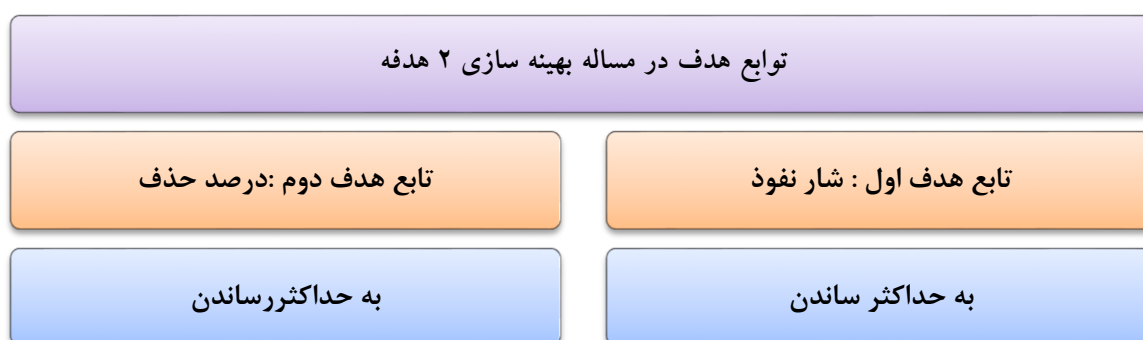 توابع هدف در مساله بهینه سازی ۲ هدفه
تابع هدف اول : شار نفوذ
تابع هدف دوم :درصد حذف
به حداکثر ساندن
به حداکثررساندن